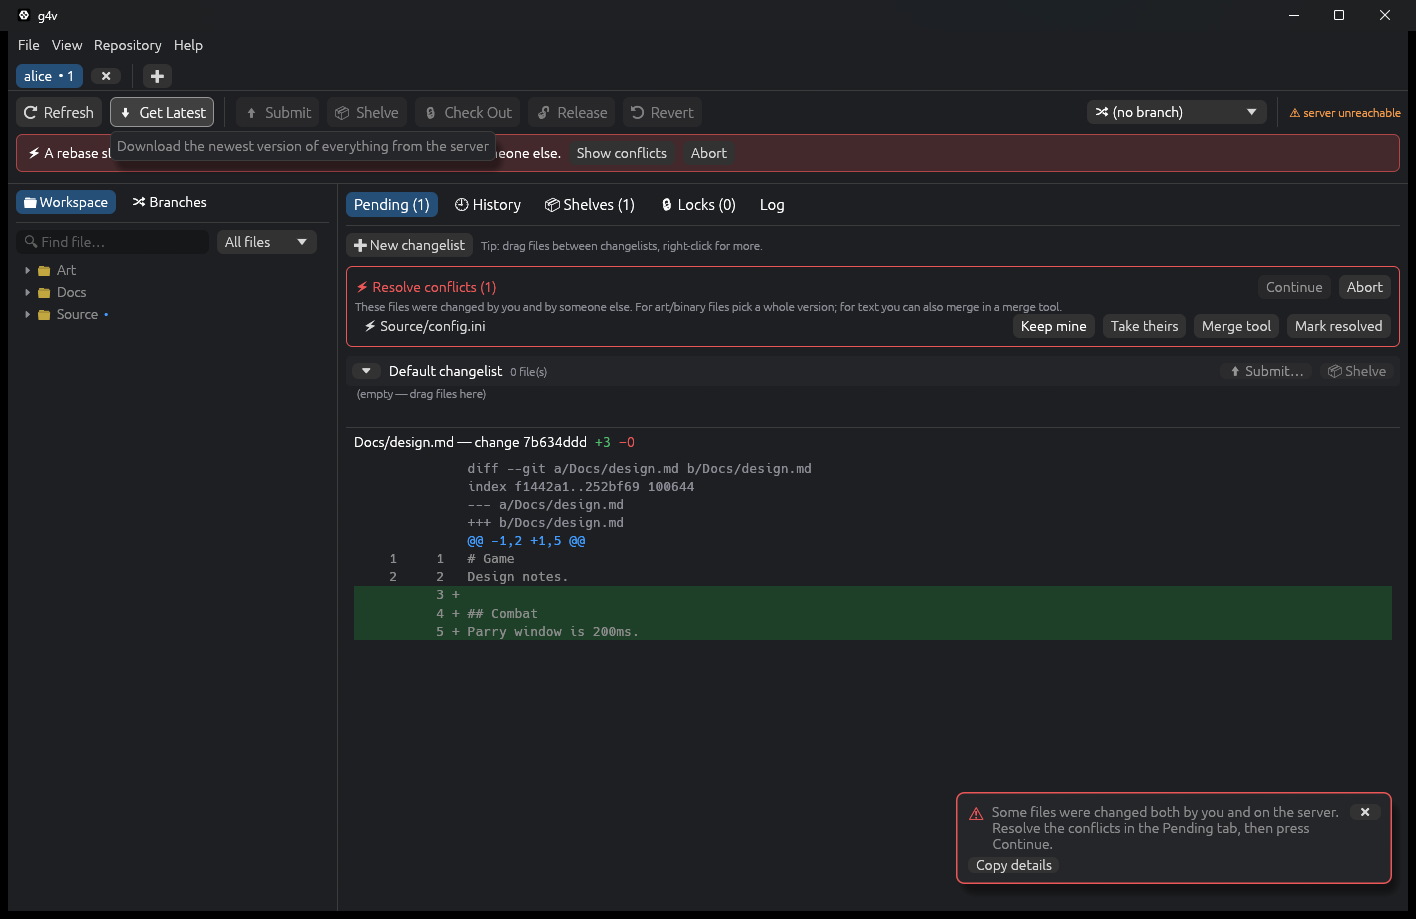 g4v
File View Repository Help
alice • 1
Refresh Get Latest Submit Shelve Check Out Release Revert (no branch) server unreachable
A rebase st
Download the newest version of everything from the server
eone else. Show conflicts Abort
Workspace Branches
Find file...
All files
Art
Docs
Source •
Pending (1) History Shelves (1) Locks (0) Log
New changelist Tip: drag files between changelists, right-click for more.
Resolve conflicts (1) Continue Abort
These files were changed by you and by someone else. For art/binary files pick a whole version; for text you can also merge in a merge tool.
Source/config.ini Keep mine Take theirs Merge tool Mark resolved
Default changelist 0 file(s) Submit... Shelve
(empty — drag files here)
Docs/design.md — change 7b634ddd +3 −0
diff --git a/Docs/design.md b/Docs/design.md
index f1442a1..252bf69 100644
--- a/Docs/design.md
+++ b/Docs/design.md
@@ -1,2 +1,5 @@
1 1 # Game
2 2 Design notes.
3 +
4 + ## Combat
5 + Parry window is 200ms.
Some files were changed both by you and on the server.
Resolve the conflicts in the Pending tab, then press
Continue.
Copy details